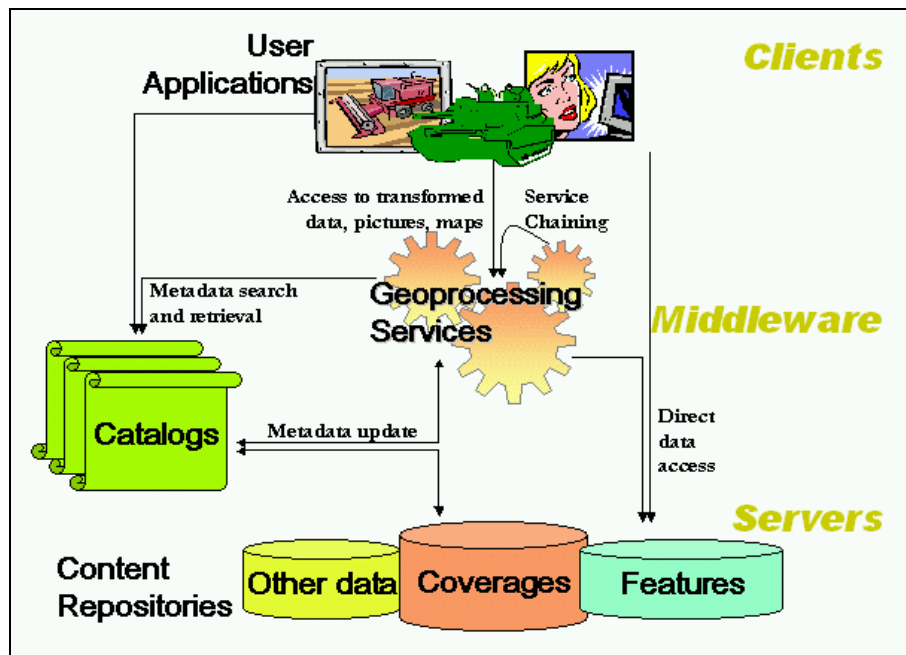 User
Applications
Clients
Access to transformed
data, pictures, maps
Service
Chaining
Metadata search
and retrieval
Geoprocessing
Services
Middleware
Catalogs
Metadata update
Direct
data
access
Servers
Content
Repositories
Other data
Coverages
Features